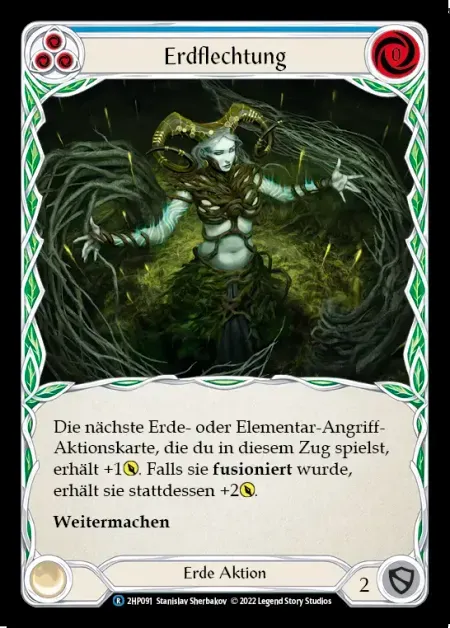 0
Erdflechtung
Die nächste Erde- oder Elementar-Angriff-
Aktionskarte, die du in diesem Zug spielst,
erhält +1. Falls sie fusioniert wurde,
erhält sie stattdessen +2.
Weitermachen
Erde Aktion
2
R 2HP091 Stanislav Sherbakov © 2022 Legend Story Studios